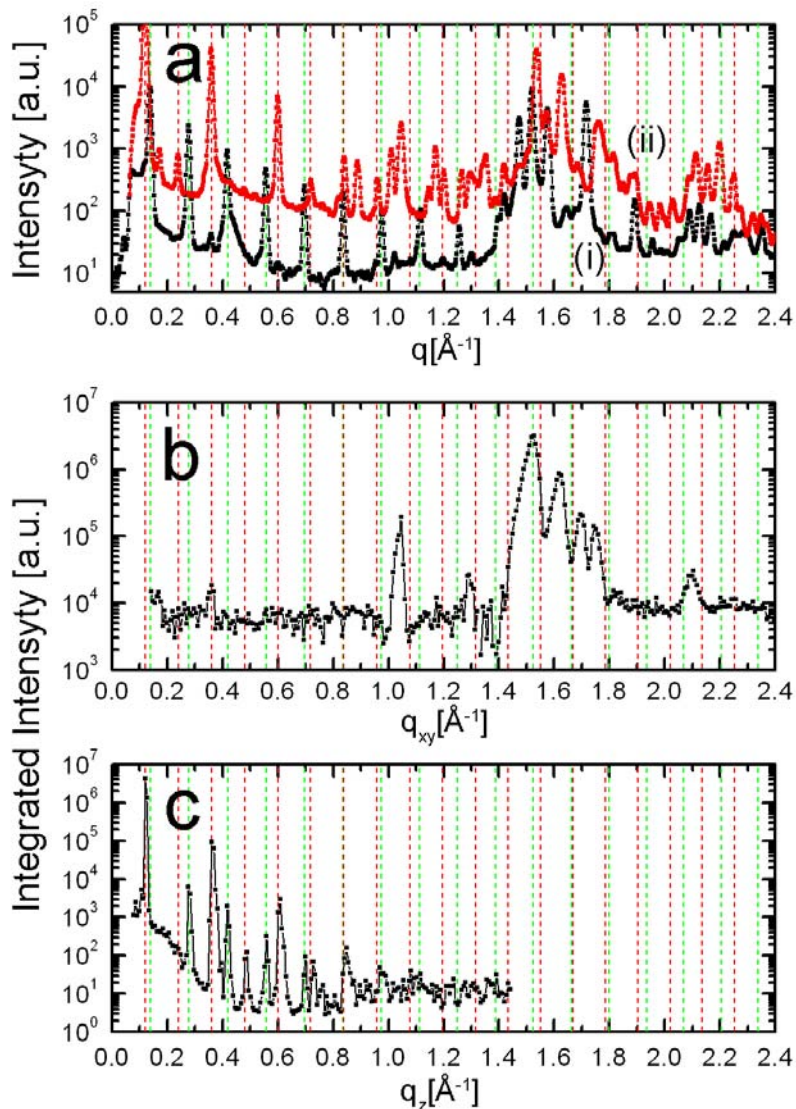 10⁵
10⁴
10³
10²
10¹
Intensyty [a.u.]
a
(ii)
(i)
0.0 0.2 0.4 0.6 0.8 1.0 1.2 1.4 1.6 1.8 2.0 2.2 2.4
q[Å⁻¹]
Integrated Intensyty [a.u.]
10⁷
10⁶
10⁵
10⁴
10³
b
0.0 0.2 0.4 0.6 0.8 1.0 1.2 1.4 1.6 1.8 2.0 2.2 2.4
q_xy[Å⁻¹]
10⁷
10⁶
10⁵
10⁴
10³
10²
10¹
10⁰
c
0.0 0.2 0.4 0.6 0.8 1.0 1.2 1.4 1.6 1.8 2.0 2.2 2.4
q_z[Å⁻¹]